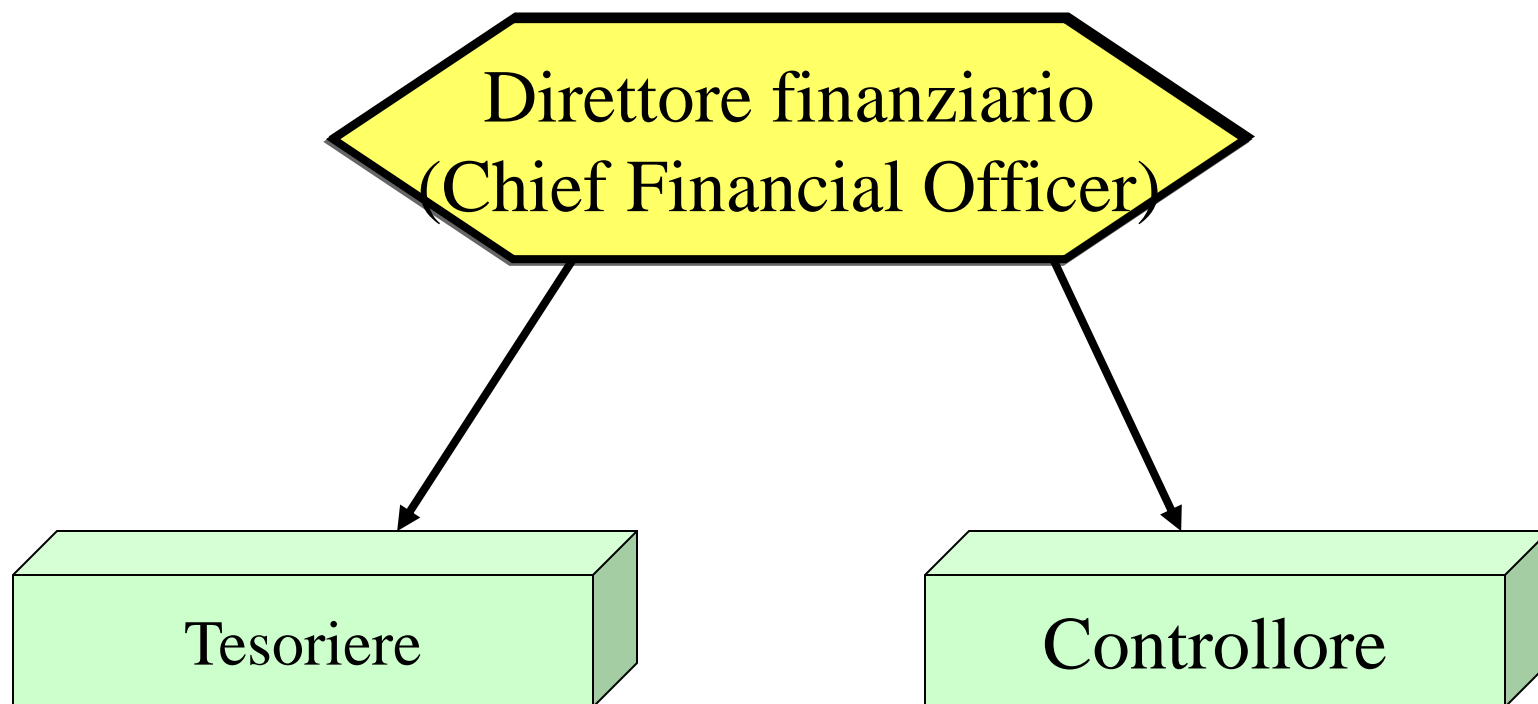 Direttore finanziario
(Chief Financial Officer)
Tesoriere
Controllore